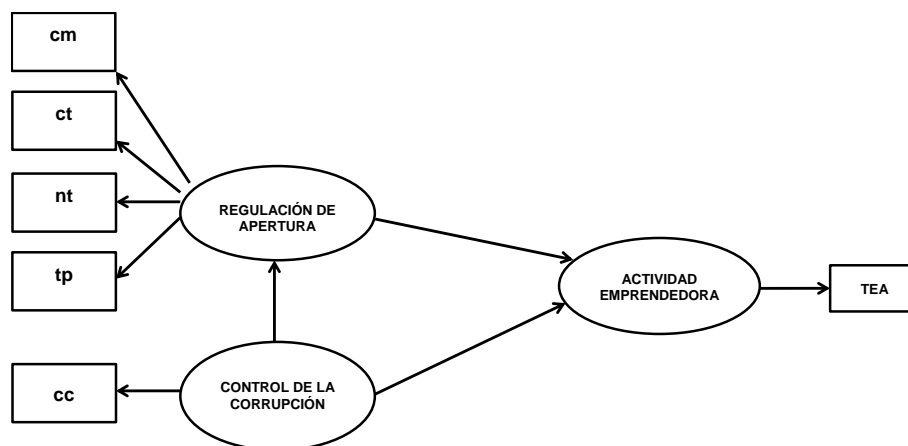 cm
ct
nt
tp
REGULACIÓN DE
APERTURA
ACTIVIDAD
EMPRENDEDORA
TEA
cc
CONTROL DE LA
CORRUPCIÓN